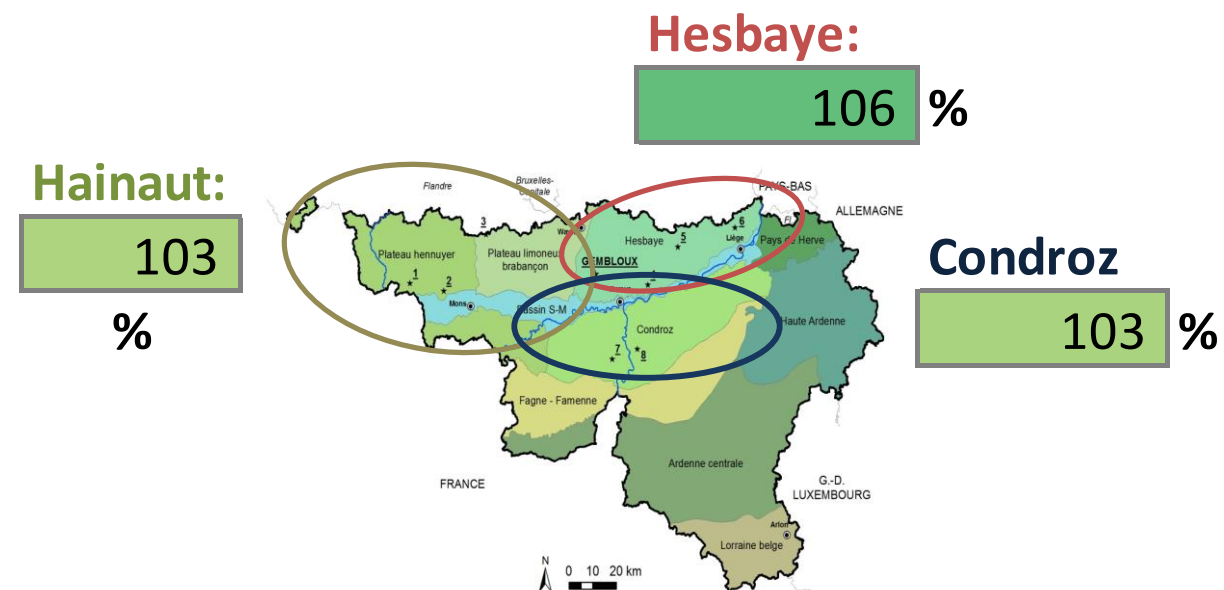 Hesbaye:
106 %
Hainaut:
103
%
Condroz
103 %
Flandre
Bruxelles-
Capitale
PAYS-BAS
ALLEMAGNE
3
6
5
Hesbaye
Liège
Pays de Herve
Plateau hennuyer
Plateau limoneux
brabançon
GEMBLOUX
1
2
Mons
Bassin S-M
Condroz
Haute Ardenne
7
8
Fagne - Famenne
FRANCE
Ardenne centrale
G.-D.
LUXEMBOURG
Arlon
Lorraine belge
N
0 10 20 km